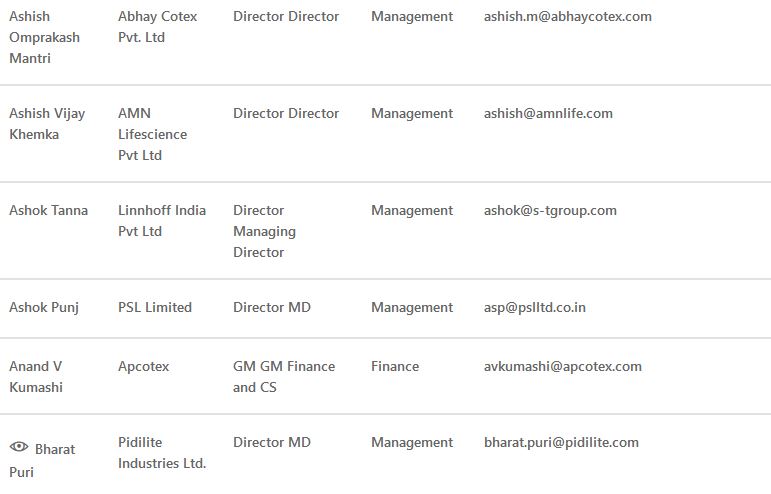 Ashish Abhay Cotex Director Director Management ashish.m@abhaycotex.com
Omprakash Pvt. Ltd
Mantri
Ashish Vijay AMN Director Director Management ashish@amnlife.com
Khemka Lifescience
Pvt Ltd
Ashok Tanna Linnhoff India Director Management ashok@s-tgroup.com
Pvt Ltd Managing
Director
Ashok Punj PSL Limited Director MD Management asp@pslltd.co.in
Anand V Apcotex GM GM Finance Finance avkumashi@apcotex.com
Kumashi and CS
Bharat Pidilite Director MD Management bharat.puri@pidilite.com
Puri Industries Ltd.